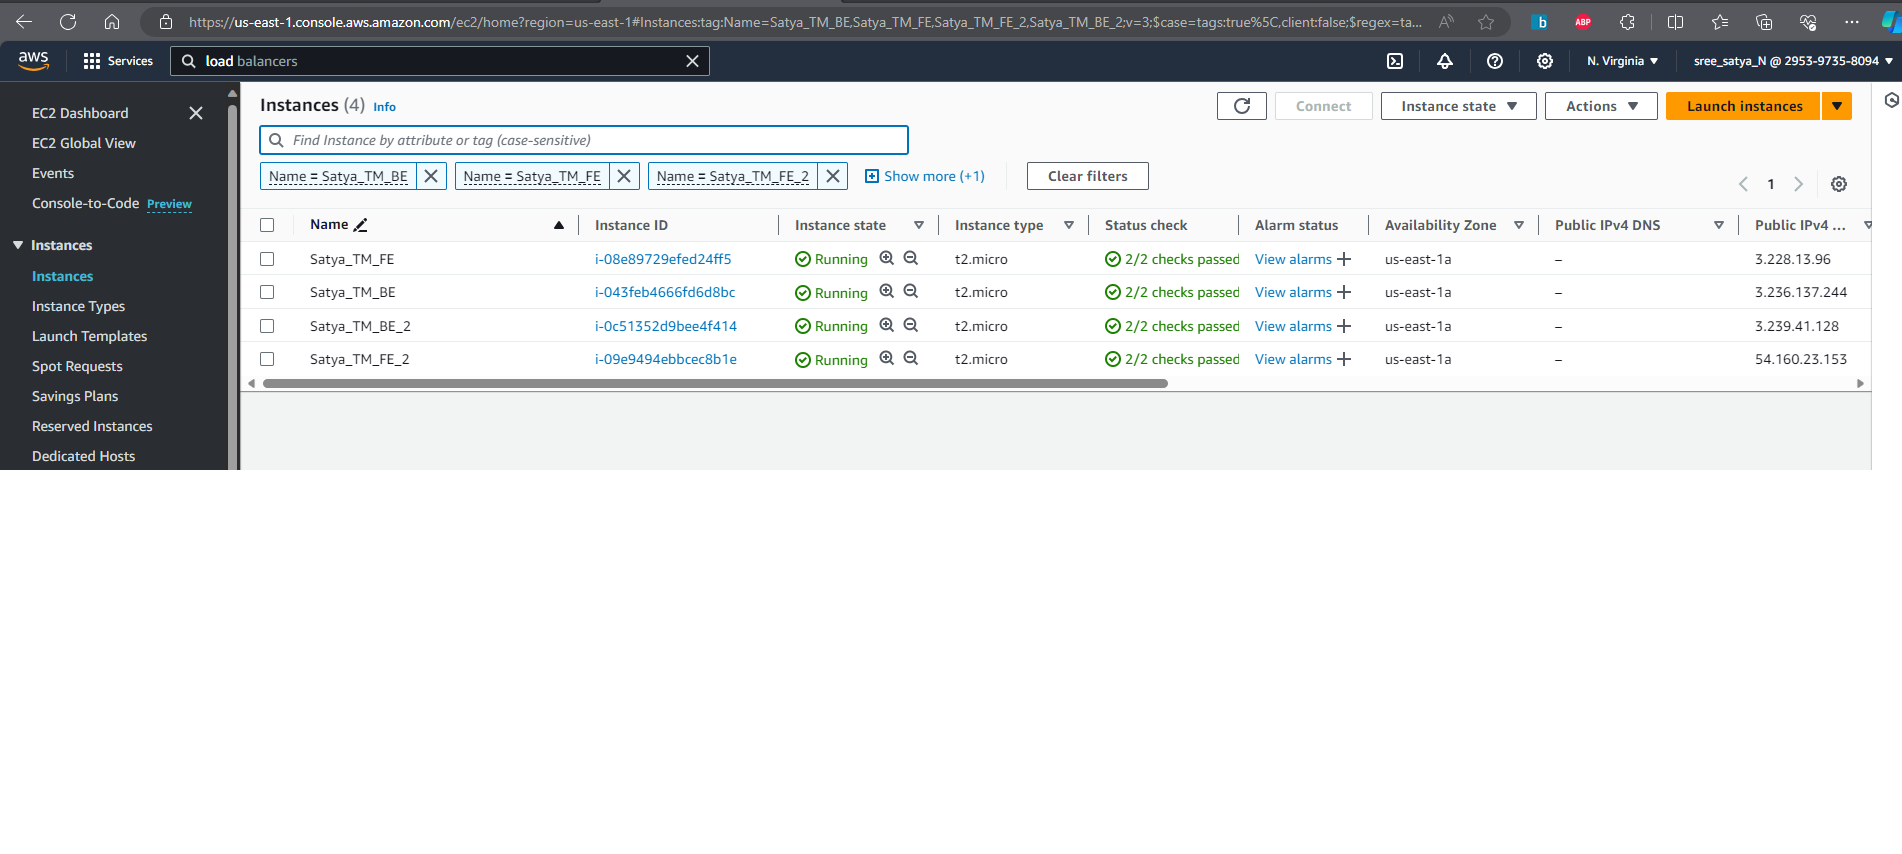 https://us-east-1.console.aws.amazon.com/ec2/home?region=us-east-1#Instances:tag:Name=Satya_TM_BE,Satya_TM_FE,Satya_TM_FE_2,Satya_TM_BE_2;v=3;$case=tags:true%5C,client:false;$regex=ta...
b ABP
aws Services load balancers N. Virginia sree_satya_N @ 2953-9735-8094
EC2 Dashboard
EC2 Global View
Events
Console-to-Code Preview
Instances
Instances
Instance Types
Launch Templates
Spot Requests
Savings Plans
Reserved Instances
Dedicated Hosts
Instances (4) Info Connect Instance state Actions Launch instances
Find Instance by attribute or tag (case-sensitive)
Name = Satya_TM_BE Name = Satya_TM_FE Name = Satya_TM_FE_2 Show more (+1) Clear filters 1
Name Instance ID Instance state Instance type Status check Alarm status Availability Zone Public IPv4 DNS Public IPv4 ...
Satya_TM_FE i-08e89729efed24ff5 Running t2.micro 2/2 checks passed View alarms us-east-1a – 3.228.13.96
Satya_TM_BE i-043feb4666fd6d8bc Running t2.micro 2/2 checks passed View alarms us-east-1a – 3.236.137.244
Satya_TM_BE_2 i-0c51352d9bee4f414 Running t2.micro 2/2 checks passed View alarms us-east-1a – 3.239.41.128
Satya_TM_FE_2 i-09e9494ebbcec8b1e Running t2.micro 2/2 checks passed View alarms us-east-1a – 54.160.23.153